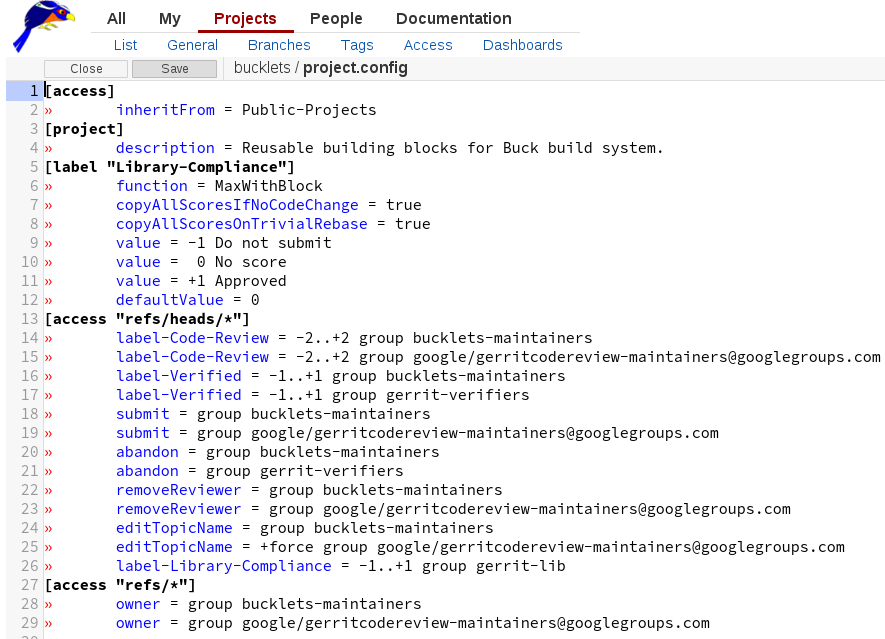 All My Projects People Documentation
List General Branches Tags Access Dashboards
Close Save bucklets / project.config
1 [access]
2 » inheritFrom = Public-Projects
3 [project]
4 » description = Reusable building blocks for Buck build system.
5 [label "Library-Compliance"]
6 » function = MaxWithBlock
7 » copyAllScoresIfNoCodeChange = true
8 » copyAllScoresOnTrivialRebase = true
9 » value = -1 Do not submit
10 » value =  0 No score
11 » value = +1 Approved
12 » defaultValue = 0
13 [access "refs/heads/*"]
14 » label-Code-Review = -2..+2 group bucklets-maintainers
15 » label-Code-Review = -2..+2 group google/gerritcodereview-maintainers@googlegroups.com
16 » label-Verified = -1..+1 group bucklets-maintainers
17 » label-Verified = -1..+1 group gerrit-verifiers
18 » submit = group bucklets-maintainers
19 » submit = group google/gerritcodereview-maintainers@googlegroups.com
20 » abandon = group bucklets-maintainers
21 » abandon = group gerrit-verifiers
22 » removeReviewer = group bucklets-maintainers
23 » removeReviewer = group google/gerritcodereview-maintainers@googlegroups.com
24 » editTopicName = group bucklets-maintainers
25 » editTopicName = +force group google/gerritcodereview-maintainers@googlegroups.com
26 » label-Library-Compliance = -1..+1 group gerrit-lib
27 [access "refs/*"]
28 » owner = group bucklets-maintainers
29 » owner = group google/gerritcodereview-maintainers@googlegroups.com